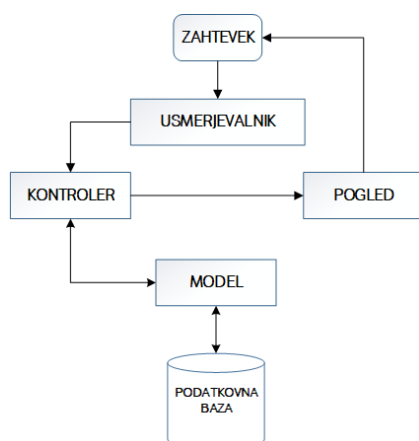 ZAHTEVEK
USMERJEVALNIK
KONTROLER
POGLED
MODEL
PODATKOVNA
BAZA